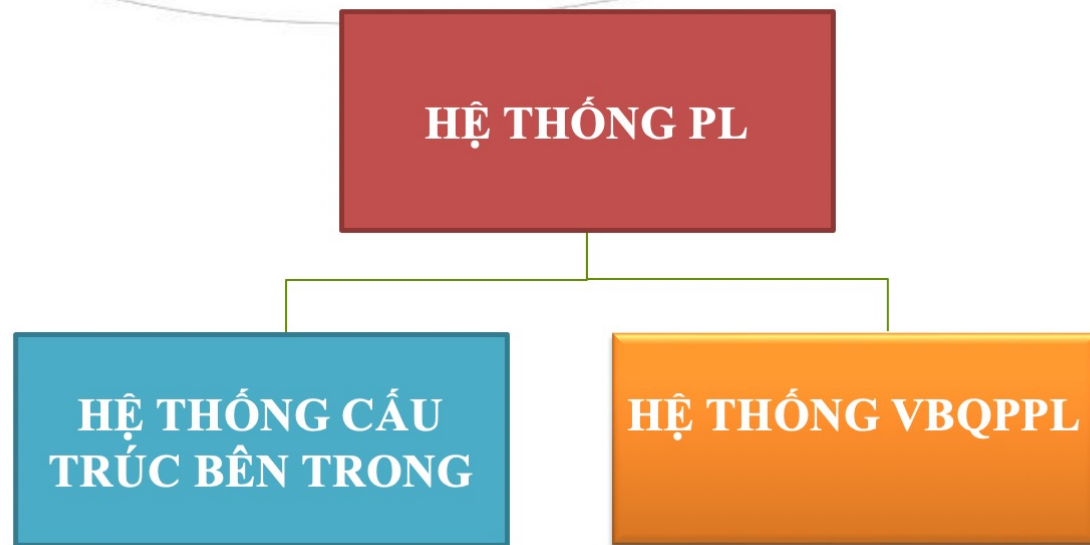 HỆ THỐNG PL
HỆ THỐNG CẤU
TRÚC BÊN TRONG
HỆ THỐNG VBQPPL